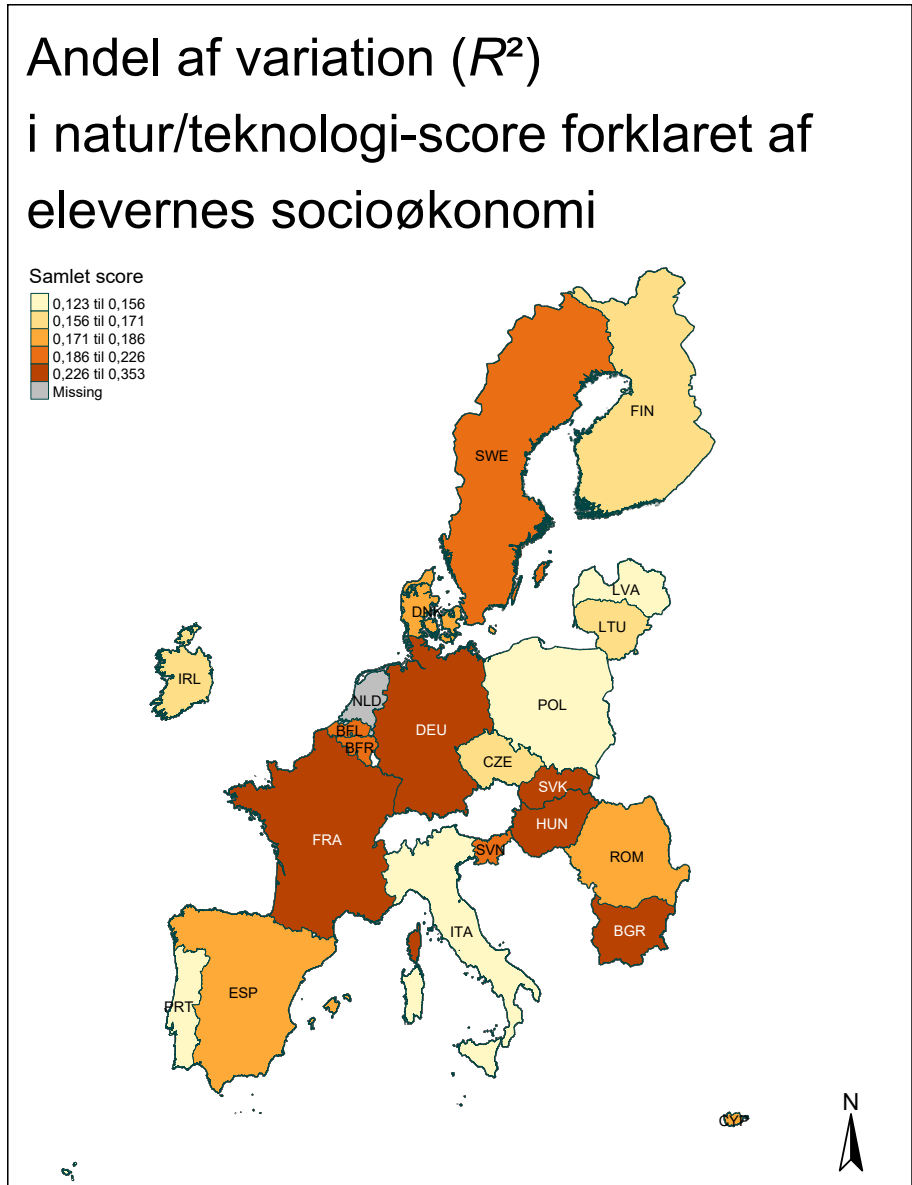 Andel af variation (R²)
i natur/teknologi-score forklaret af
elevernes socioøkonomi
Samlet score
0,123 til 0,156
0,156 til 0,171
0,171 til 0,186
0,186 til 0,226
0,226 til 0,353
Missing
FIN
SWE
LVA
DNK
LTU
IRL
NLD
POL
BFL
DEU
BFR
CZE
SVK
HUN
FRA
SVN
ROM
ITA
BGR
ESP
PRT
N
CYP